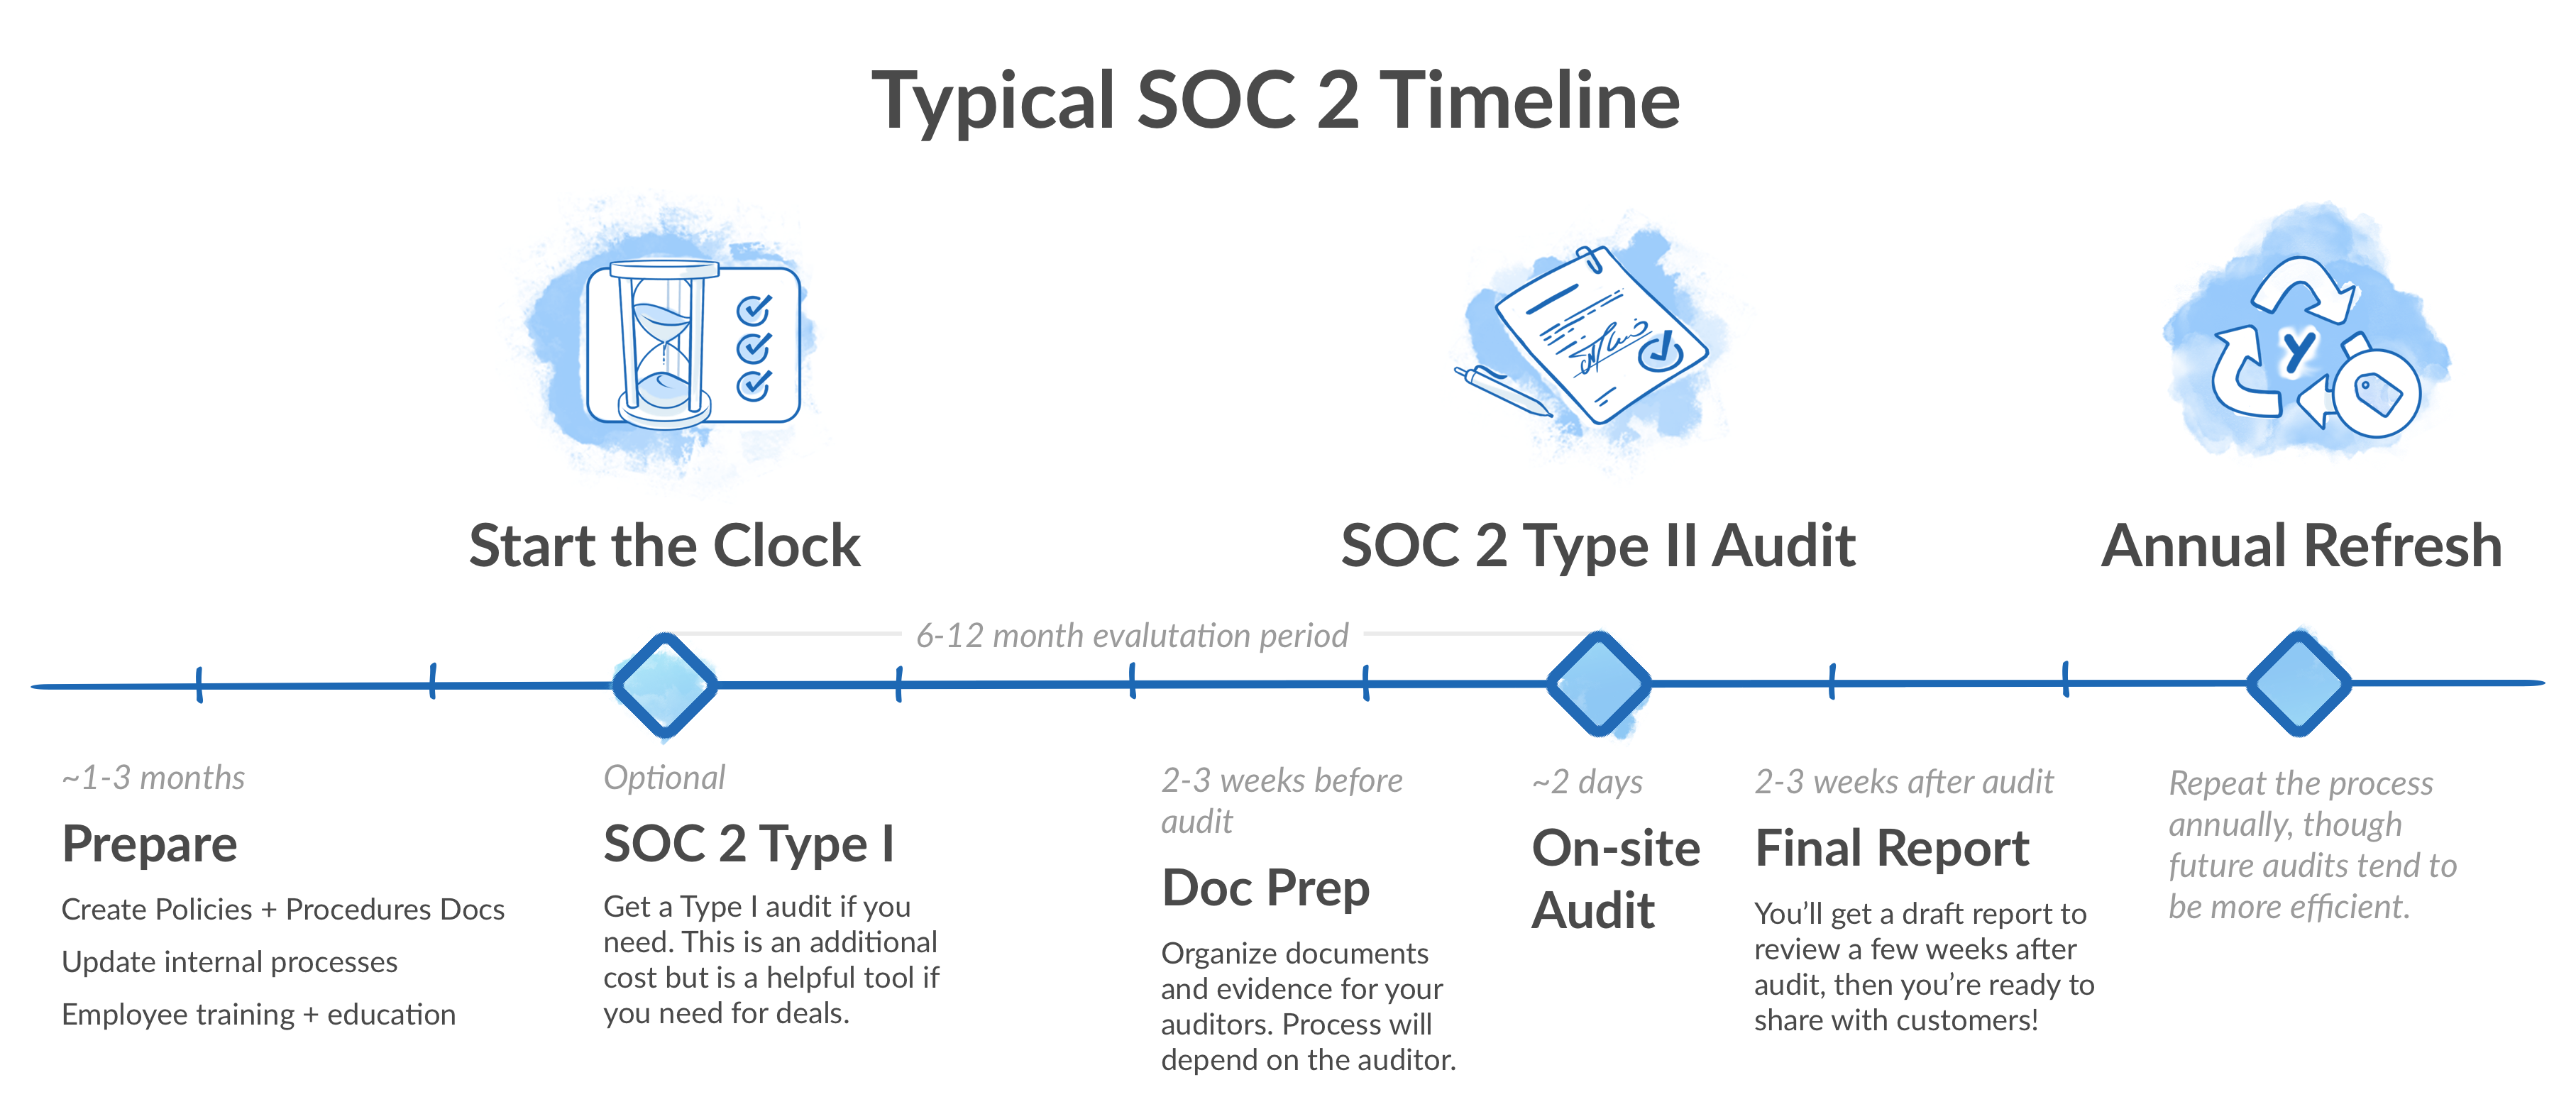 Typical SOC 2 Timeline
Y
Start the Clock
SOC 2 Type II Audit
Annual Refresh
6-12 month evalutation period
~1-3 months
Prepare
Create Policies + Procedures Docs
Update internal processes
Employee training + education
Optional
SOC 2 Type I
Get a Type I audit if you
need. This is an additional
cost but is a helpful tool if
you need for deals.
2-3 weeks before
audit
Doc Prep
Organize documents
and evidence for your
auditors. Process will
depend on the auditor.
~2 days
On-site
Audit
2-3 weeks after audit
Final Report
You’ll get a draft report to
review a few weeks after
audit, then you’re ready to
share with customers!
Repeat the process
annually, though
future audits tend to
be more efficient.